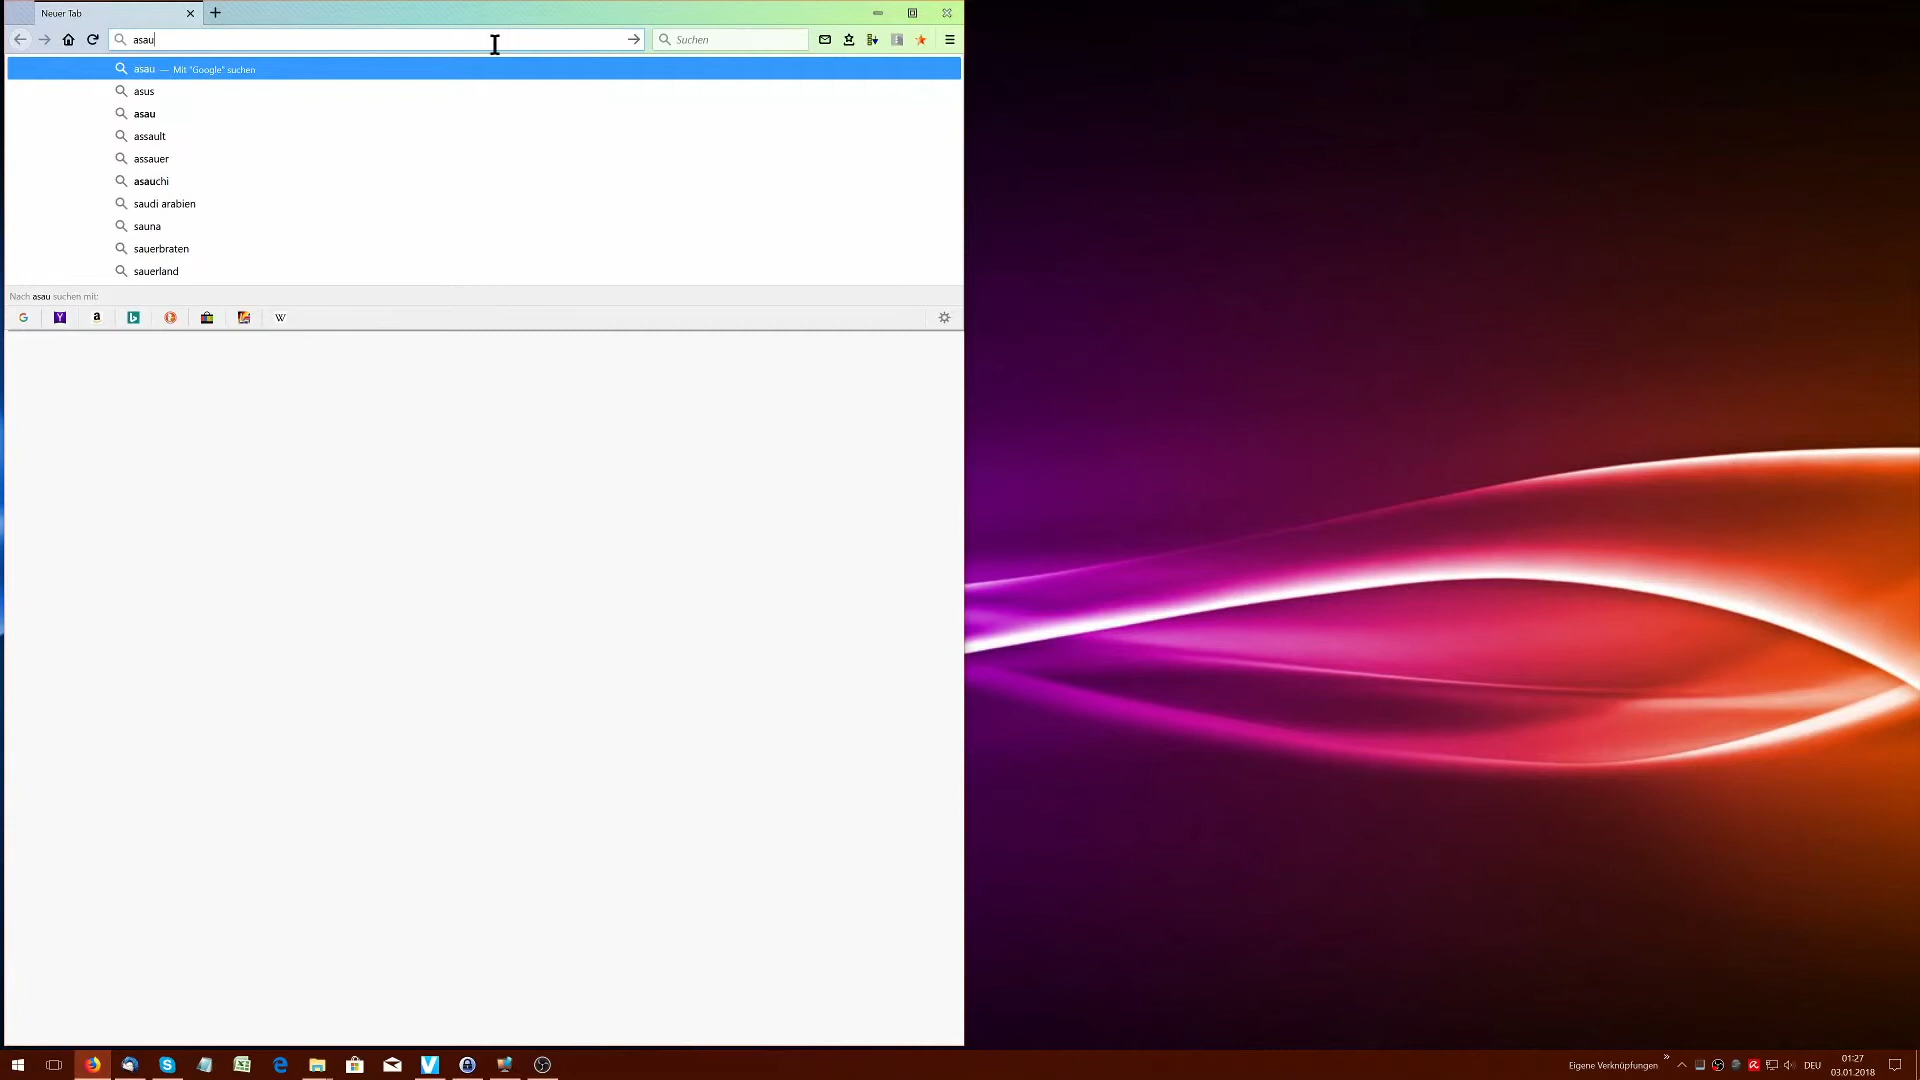 Neuer Tab
asau
Suchen
asau — Mit "Google" suchen
asus
asau
assault
assauer
asauchi
saudi arabien
sauna
sauerbraten
sauerland
Nach asau suchen mit:
Eigene Verknüpfungen
DEU
01:27
03.01.2018